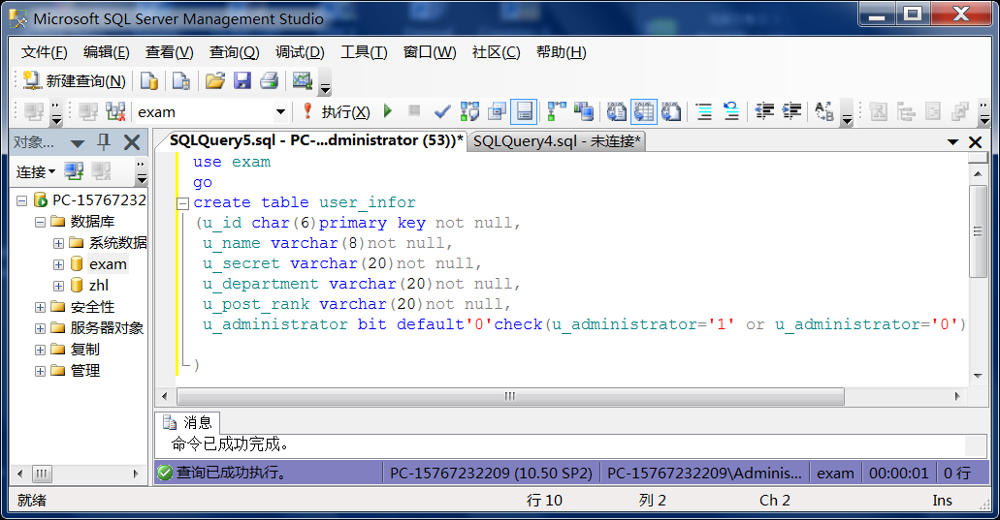 Microsoft SQL Server Management Studio
文件(F) 编辑(E) 查看(V) 查询(Q) 调试(D) 工具(T) 窗口(W) 社区(C) 帮助(H)
新建查询(N)
exam 执行(X)
对象... SQLQuery5.sql - PC-...dministrator (53))* SQLQuery4.sql - 未连接*
连接
PC-15767232
数据库
系统数据
exam
zhl
安全性
服务器对象
复制
管理
use exam
go
create table user_infor
(u_id char(6)primary key not null,
u_name varchar(8)not null,
u_secret varchar(20)not null,
u_department varchar(20)not null,
u_post_rank varchar(20)not null,
u_administrator bit default'0'check(u_administrator='1' or u_administrator='0')
)
消息
命令已成功完成。
查询已成功执行。 PC-15767232209 (10.50 SP2) PC-15767232209\Adminis... exam 00:00:01 0 行
就绪 行 10 列 2 Ch 2 Ins